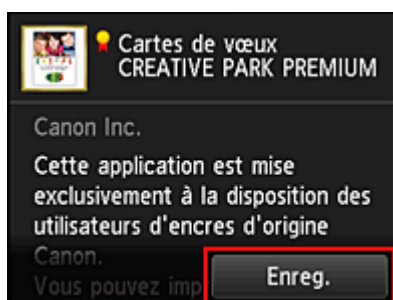 Cartes de vœux
CREATIVE PARK PREMIUM
Canon Inc.
Cette application est mise
exclusivement à la disposition des
utilisateurs d'encres d'origine
Canon.
Vous pouvez imp
Enreg.